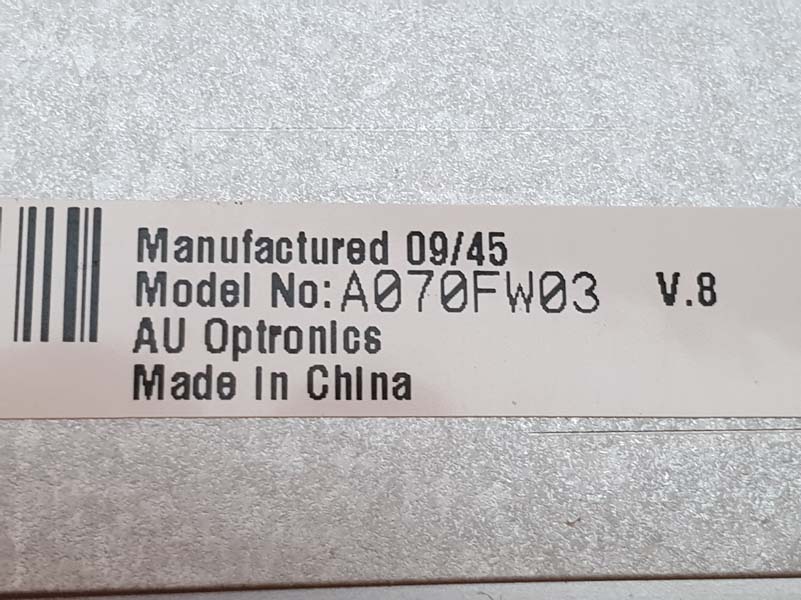 Manufactured 09/45
Model No:A070FW03 V.8
AU Optronics
Made in China